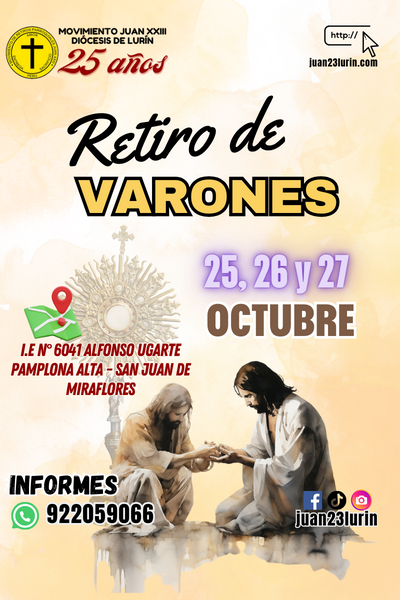 MOVIMIENTO JUAN XXIII
DIÓCESIS DE LURÍN
25 años
http://
juan23lurin.com
Retiro de
VARONES
25, 26 y 27
OCTUBRE
I.E N° 6041 ALFONSO UGARTE
PAMPLONA ALTA - SAN JUAN DE
MIRAFLORES
INFORMES
922059066
juan23lurin